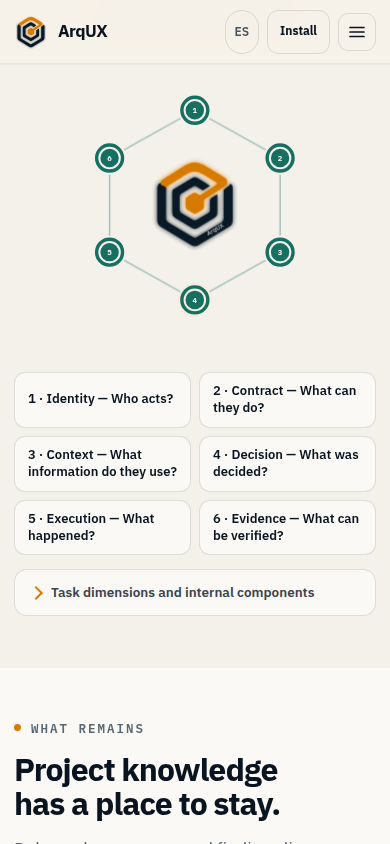 ArqUX
ES
Install
1
6
2
ArqUX
5
3
4
1 · Identity — Who acts?
2 · Contract — What can
they do?
3 · Context — What
information do they use?
4 · Decision — What was
decided?
5 · Execution — What
happened?
6 · Evidence — What can
be verified?
Task dimensions and internal components
WHAT REMAINS
Project knowledge
has a place to stay.